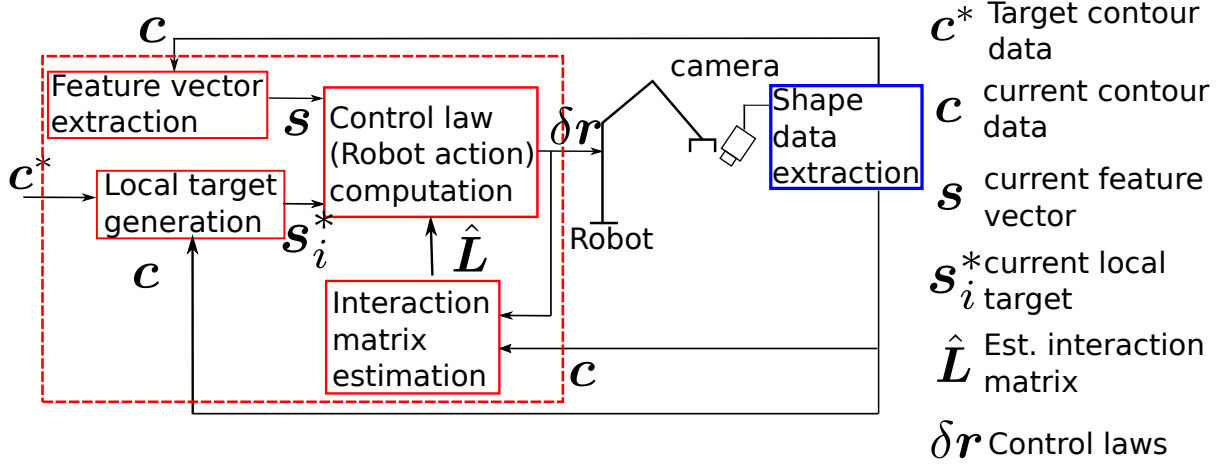 c
Feature vector
extraction
s
c*
Local target
generation
s*i
c
Control law
(Robot action)
computation
δr
L̂
Interaction
matrix
estimation
c
Robot
camera
Shape
data
extraction
c* Target contour
data
c current contour
data
s current feature
vector
s*i current local
target
L̂ Est. interaction
matrix
δr Control laws